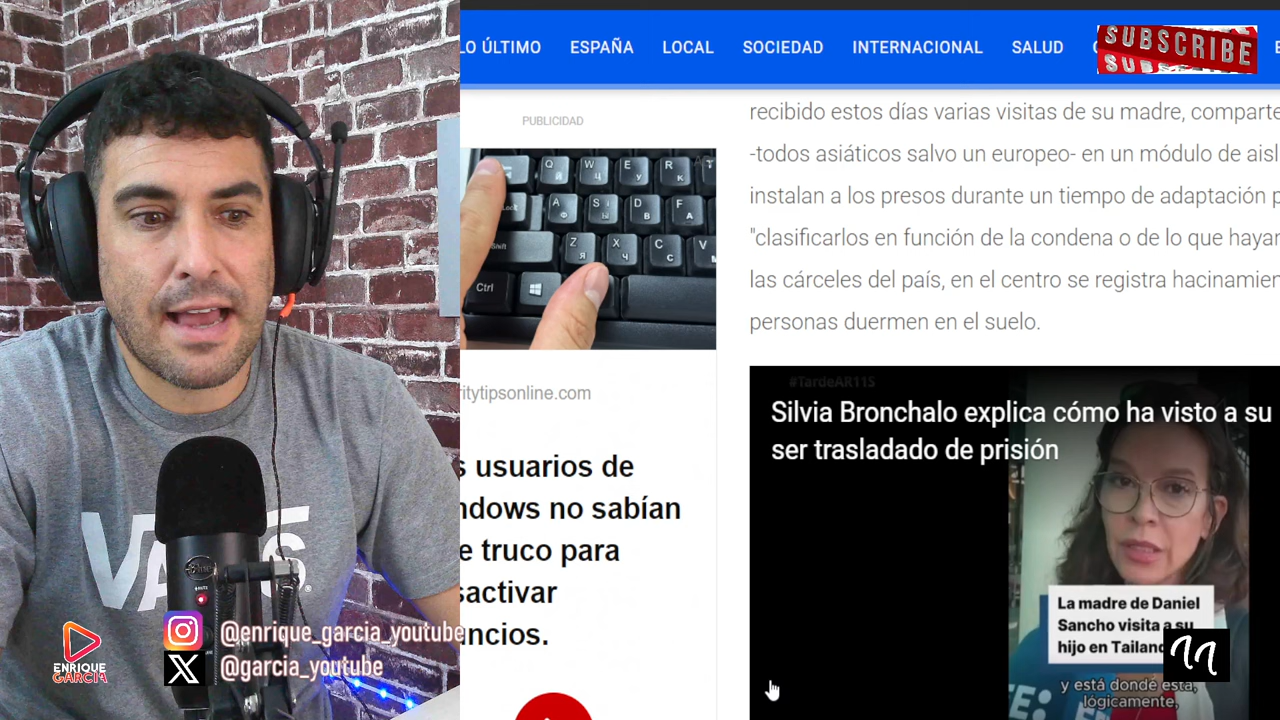 LO ÚLTIMO ESPAÑA LOCAL SOCIEDAD INTERNACIONAL SALUD
SUBSCRIBE
PUBLICIDAD
recibido estos días varias visitas de su madre, comparte
-todos asiáticos salvo un europeo- en un módulo de aisl
instalan a los presos durante un tiempo de adaptación p
"clasificarlos en función de la condena o de lo que hayar
las cárceles del país, en el centro se registra hacinamier
personas duermen en el suelo.
Q W E R
A S D F
Z X C V
Shift
Ctrl
ritytipsonline.com
s usuarios de
ndows no sabían
e truco para
sactivar
ncios.
#TardeAR11S
Silvia Bronchalo explica cómo ha visto a su
ser trasladado de prisión
La madre de Daniel
Sancho visita a su
hijo en Tailand
y está donde está,
lógicamente,
VANS
ENRIQUE
GARCIA
@enrique_garcia_youtube
@garcia_youtube